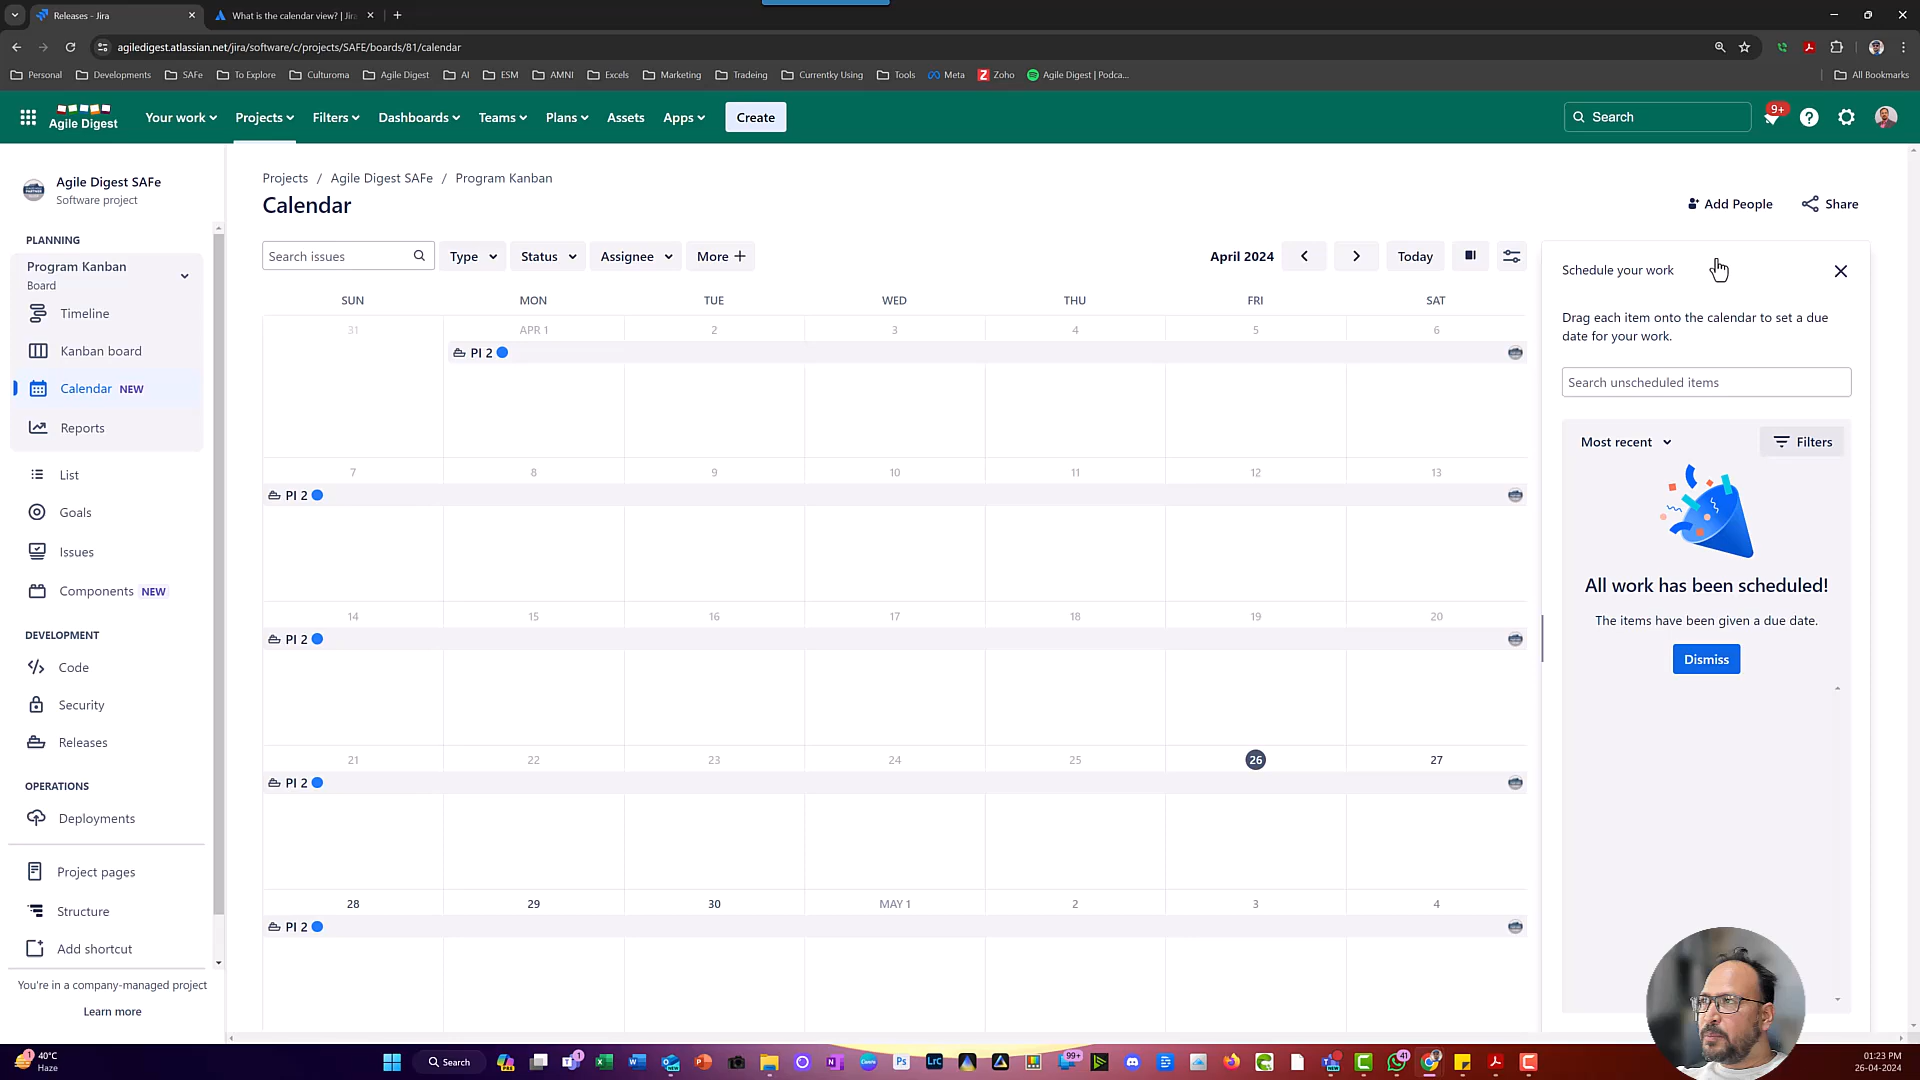 Releases - Jira
What is the calendar view? | Jira
agiledigest.atlassian.net/jira/software/c/projects/SAFE/boards/81/calendar
Personal
Developments
SAFe
To Explore
Culturoma
Agile Digest
AI
ESM
AMNI
Excels
Marketing
Tradeing
Currentky Using
Tools
Meta
Zoho
Agile Digest | Podca...
All Bookmarks
Agile Digest
Your work
Projects
Filters
Dashboards
Teams
Plans
Assets
Apps
Create
Search
9+
Agile Digest SAFe
Software project
PLANNING
Program Kanban
Board
Timeline
Kanban board
Calendar NEW
Reports
List
Goals
Issues
Components NEW
DEVELOPMENT
Code
Security
Releases
OPERATIONS
Deployments
Project pages
Structure
Add shortcut
You're in a company-managed project
Learn more
Projects / Agile Digest SAFe / Program Kanban
Calendar
Add People
Share
Search issues
Type
Status
Assignee
More +
April 2024
Today
SUN MON TUE WED THU FRI SAT
31 APR 1 2 3 4 5 6
PI 2
7 8 9 10 11 12 13
PI 2
14 15 16 17 18 19 20
PI 2
21 22 23 24 25 26 27
PI 2
28 29 30 MAY 1 2 3 4
PI 2
Schedule your work
Drag each item onto the calendar to set a due
date for your work.
Search unscheduled items
Most recent
Filters
All work has been scheduled!
The items have been given a due date.
Dismiss
1
40°C
Haze
Search
1
99+
41
01:23 PM
26-04-2024